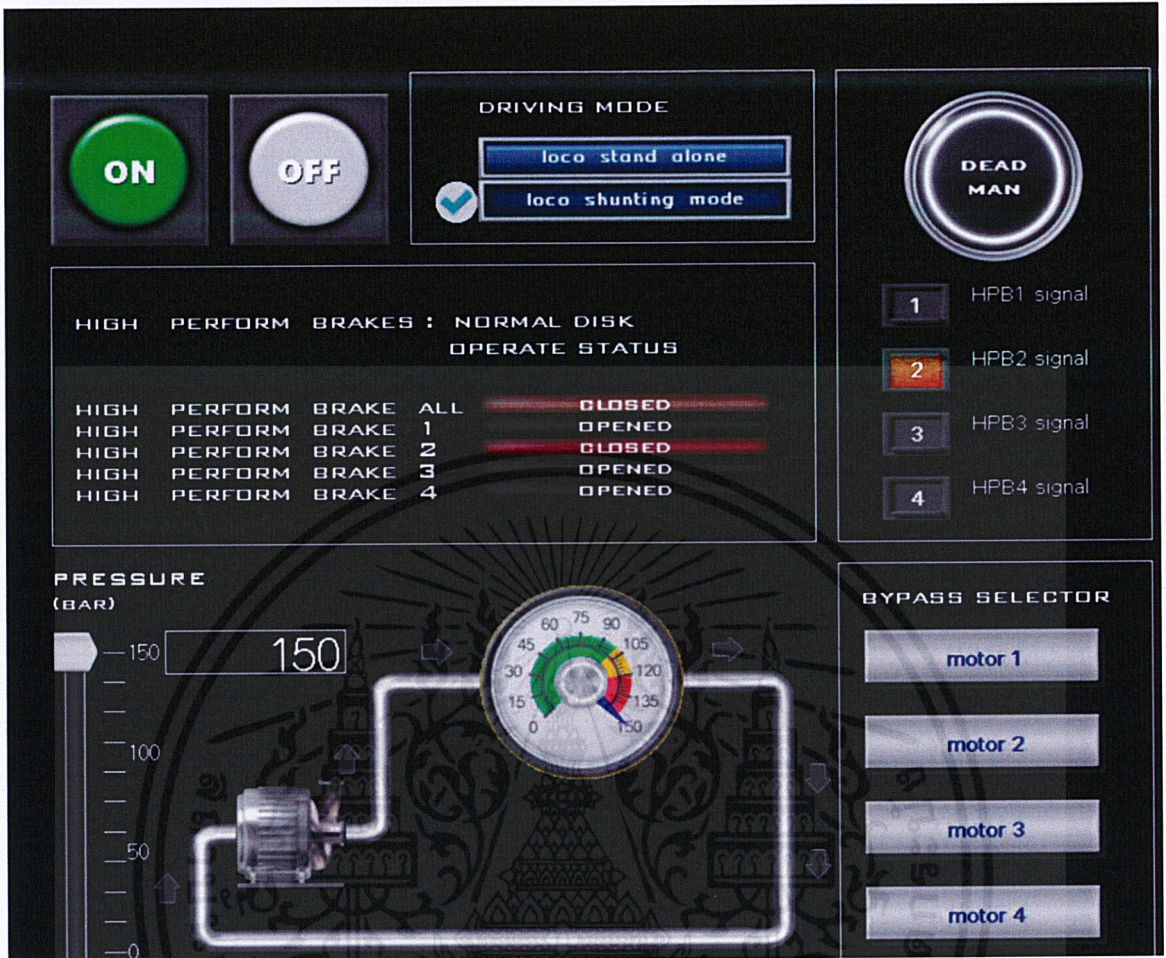 ON
OFF
DRIVING MODE
loco stand alone
loco shunting mode
DEAD
MAN
1 HPB1 signal
2 HPB2 signal
3 HPB3 signal
4 HPB4 signal
HIGH PERFORM BRAKES : NORMAL DISK
OPERATE STATUS
HIGH PERFORM BRAKE ALL CLOSED
HIGH PERFORM BRAKE 1 OPENED
HIGH PERFORM BRAKE 2 CLOSED
HIGH PERFORM BRAKE 3 OPENED
HIGH PERFORM BRAKE 4 OPENED
PRESSURE
(BAR)
150
100
50
0
150
0 15 30 45 60 75 90 105 120 135 150
BYPASS SELECTOR
motor 1
motor 2
motor 3
motor 4